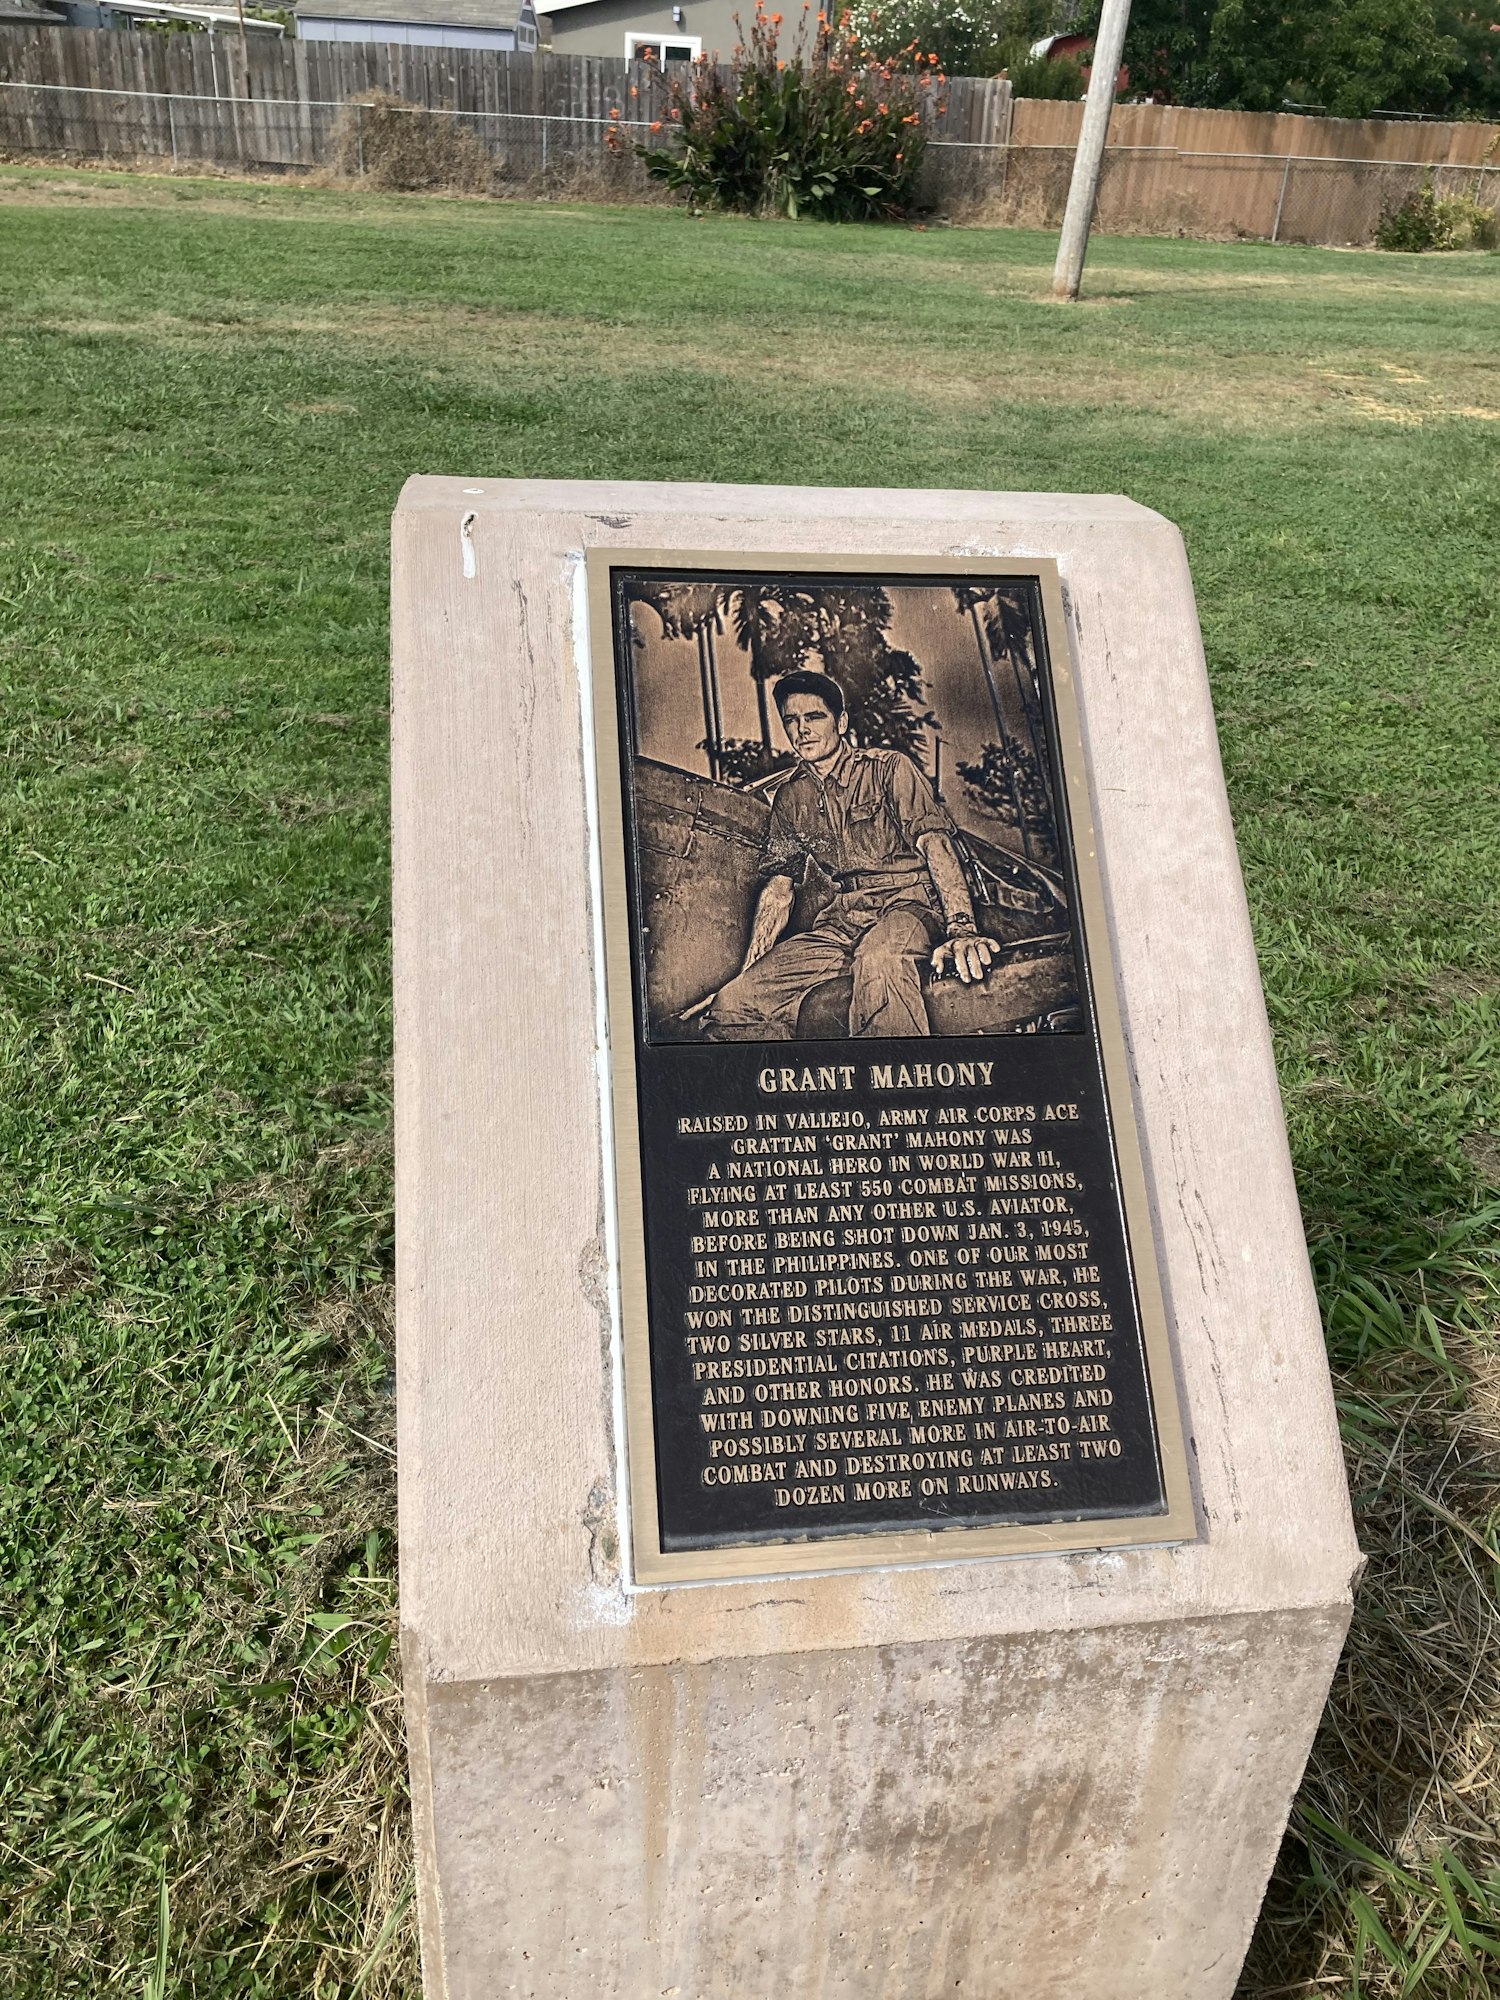 GRANT MAHONY
RAISED IN VALLEJO, ARMY AIR CORPS ACE
GRATTAN 'GRANT' MAHONY WAS
A NATIONAL HERO IN WORLD WAR 11,
FLYING AT LEAST 550 COMBAT MISSIONS,
MORE THAN ANY OTHER U.S. AVIATOR,
BEFORE BEING SHOT DOWN JAN. 3, 1945,
IN THE PHILIPPINES. ONE OF OUR MOST
DECORATED PILOTS DURING THE WAR, HE
WON THE DISTINGUISHED SERVICE CROSS,
TWO SILVER STARS, 11 AIR MEDALS, THREE
PRESIDENTIAL CITATIONS, PURPLE HEART,
AND OTHER HONORS. HE WAS CREDITED
WITH DOWNING FIVE ENEMY PLANES AND
POSSIBLY SEVERAL MORE IN AIR-TO-AIR
COMBAT AND DESTROYING AT LEAST TWO
DOZEN MORE ON RUNWAYS.